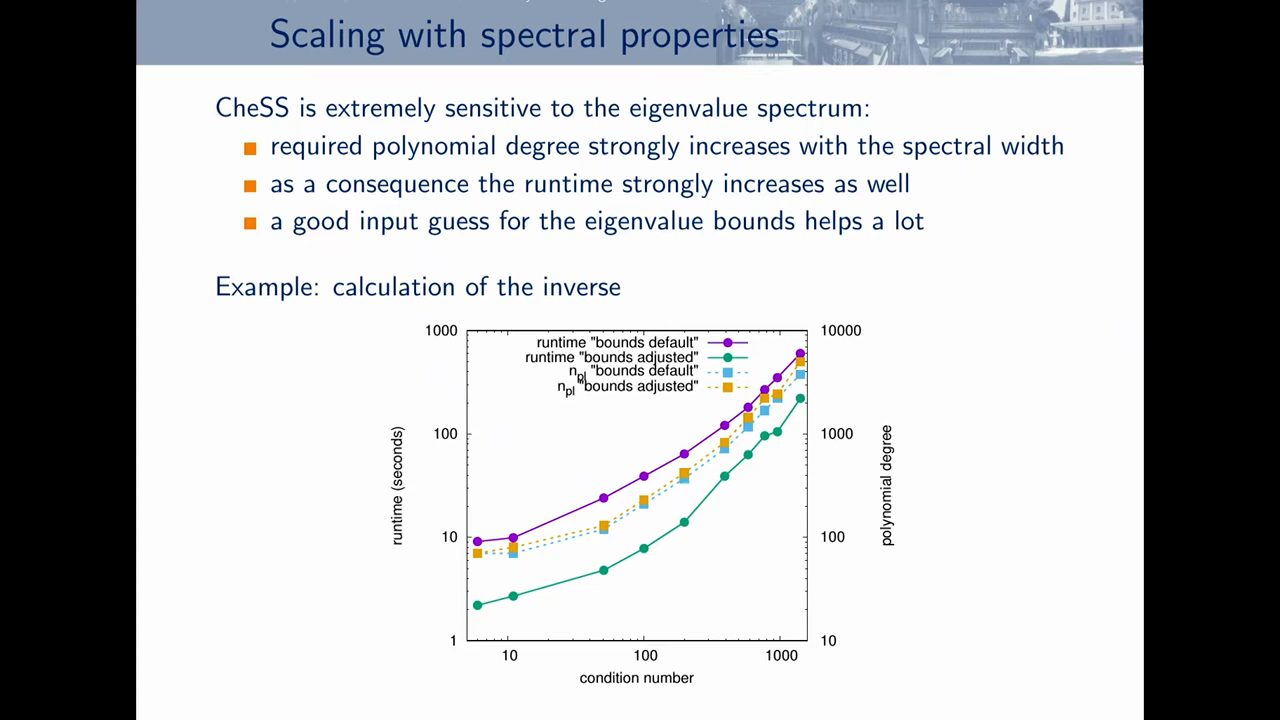 Scaling with spectral properties
CheSS is extremely sensitive to the eigenvalue spectrum:
required polynomial degree strongly increases with the spectral width
as a consequence the runtime strongly increases as well
a good input guess for the eigenvalue bounds helps a lot
Example: calculation of the inverse
1000
100
10
1
runtime (seconds)
runtime "bounds default"
runtime "bounds adjusted"
npl "bounds default"
npl "bounds adjusted"
10000
1000
100
10
polynomial degree
10 100 1000
condition number